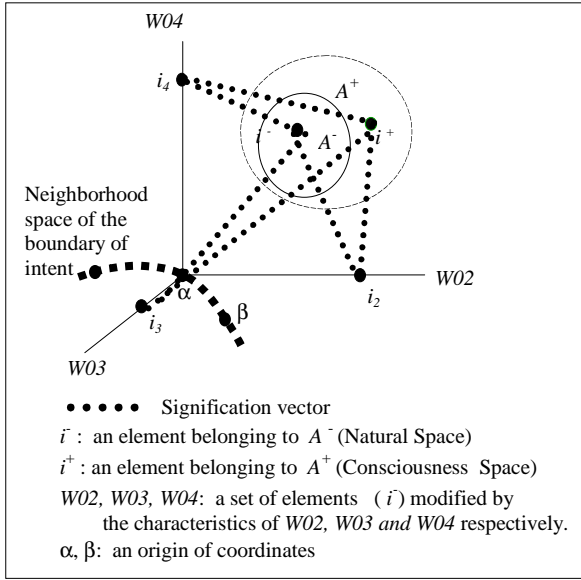 W04
i4
A+
i-
A-
i+
Neighborhood
space of the
boundary of
intent
α
i2
W02
i3
β
W03
Signification vector
i- : an element belonging to A- (Natural Space)
i+ : an element belonging to A+ (Consciousness Space)
W02, W03, W04: a set of elements ( i-) modified by
the characteristics of W02, W03 and W04 respectively.
α, β: an origin of coordinates